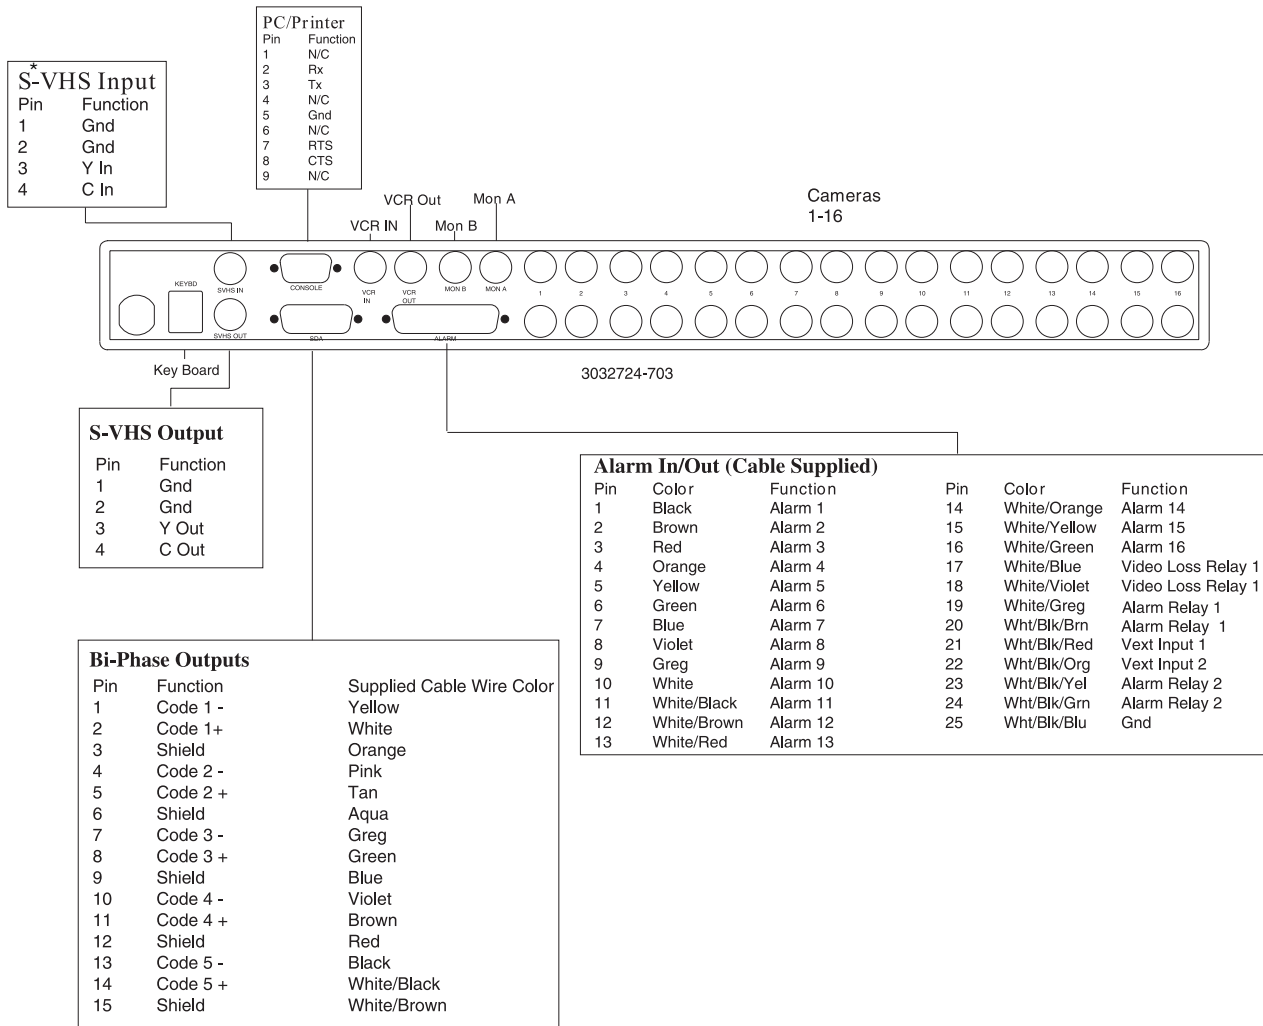 PC/Printer
Pin Function
1 N/C
2 Rx
3 Tx
4 N/C
5 Gnd
6 N/C
7 RTS
8 CTS
9 N/C
*
S-VHS Input
Pin Function
1 Gnd
2 Gnd
3 Y In
4 C In
VCR Out
Mon A
VCR IN
Mon B
Cameras
1-16
KEYBD
SVHS IN
CONSOLE
VCR
IN
VCR
OUT
MON B
MON A
1 2 3 4 5 6 7 8 9 10 11 12 13 14 15 16
SVHS OUT
SDA
ALARM
Key Board
3032724-703
S-VHS Output
Pin Function
1 Gnd
2 Gnd
3 Y Out
4 C Out
Alarm In/Out (Cable Supplied)
Pin Color Function Pin Color Function
1 Black Alarm 1 14 White/Orange Alarm 14
2 Brown Alarm 2 15 White/Yellow Alarm 15
3 Red Alarm 3 16 White/Green Alarm 16
4 Orange Alarm 4 17 White/Blue Video Loss Relay 1
5 Yellow Alarm 5 18 White/Violet Video Loss Relay 1
6 Green Alarm 6 19 White/Greg Alarm Relay 1
7 Blue Alarm 7 20 Wht/Blk/Brn Alarm Relay 1
8 Violet Alarm 8 21 Wht/Blk/Red Vext Input 1
9 Greg Alarm 9 22 Wht/Blk/Org Vext Input 2
10 White Alarm 10 23 Wht/Blk/Yel Alarm Relay 2
11 White/Black Alarm 11 24 Wht/Blk/Grn Alarm Relay 2
12 White/Brown Alarm 12 25 Wht/Blk/Blu Gnd
13 White/Red Alarm 13
Bi-Phase Outputs
Pin Function Supplied Cable Wire Color
1 Code 1 - Yellow
2 Code 1+ White
3 Shield Orange
4 Code 2 - Pink
5 Code 2 + Tan
6 Shield Aqua
7 Code 3 - Greg
8 Code 3 + Green
9 Shield Blue
10 Code 4 - Violet
11 Code 4 + Brown
12 Shield Red
13 Code 5 - Black
14 Code 5 + White/Black
15 Shield White/Brown